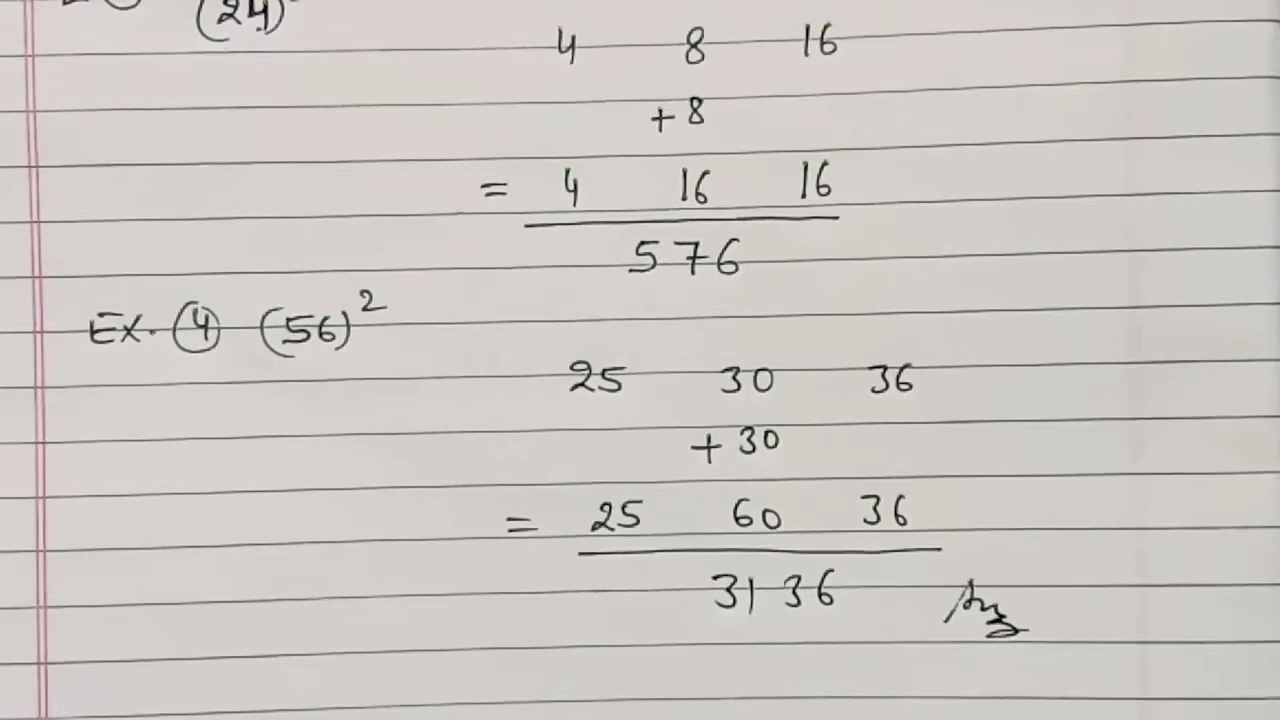 (24)
4 8 16
+ 8
= 4 16 16
576
Ex. 4 (56)²
25 30 36
+ 30
= 25 60 36
3136 Ans